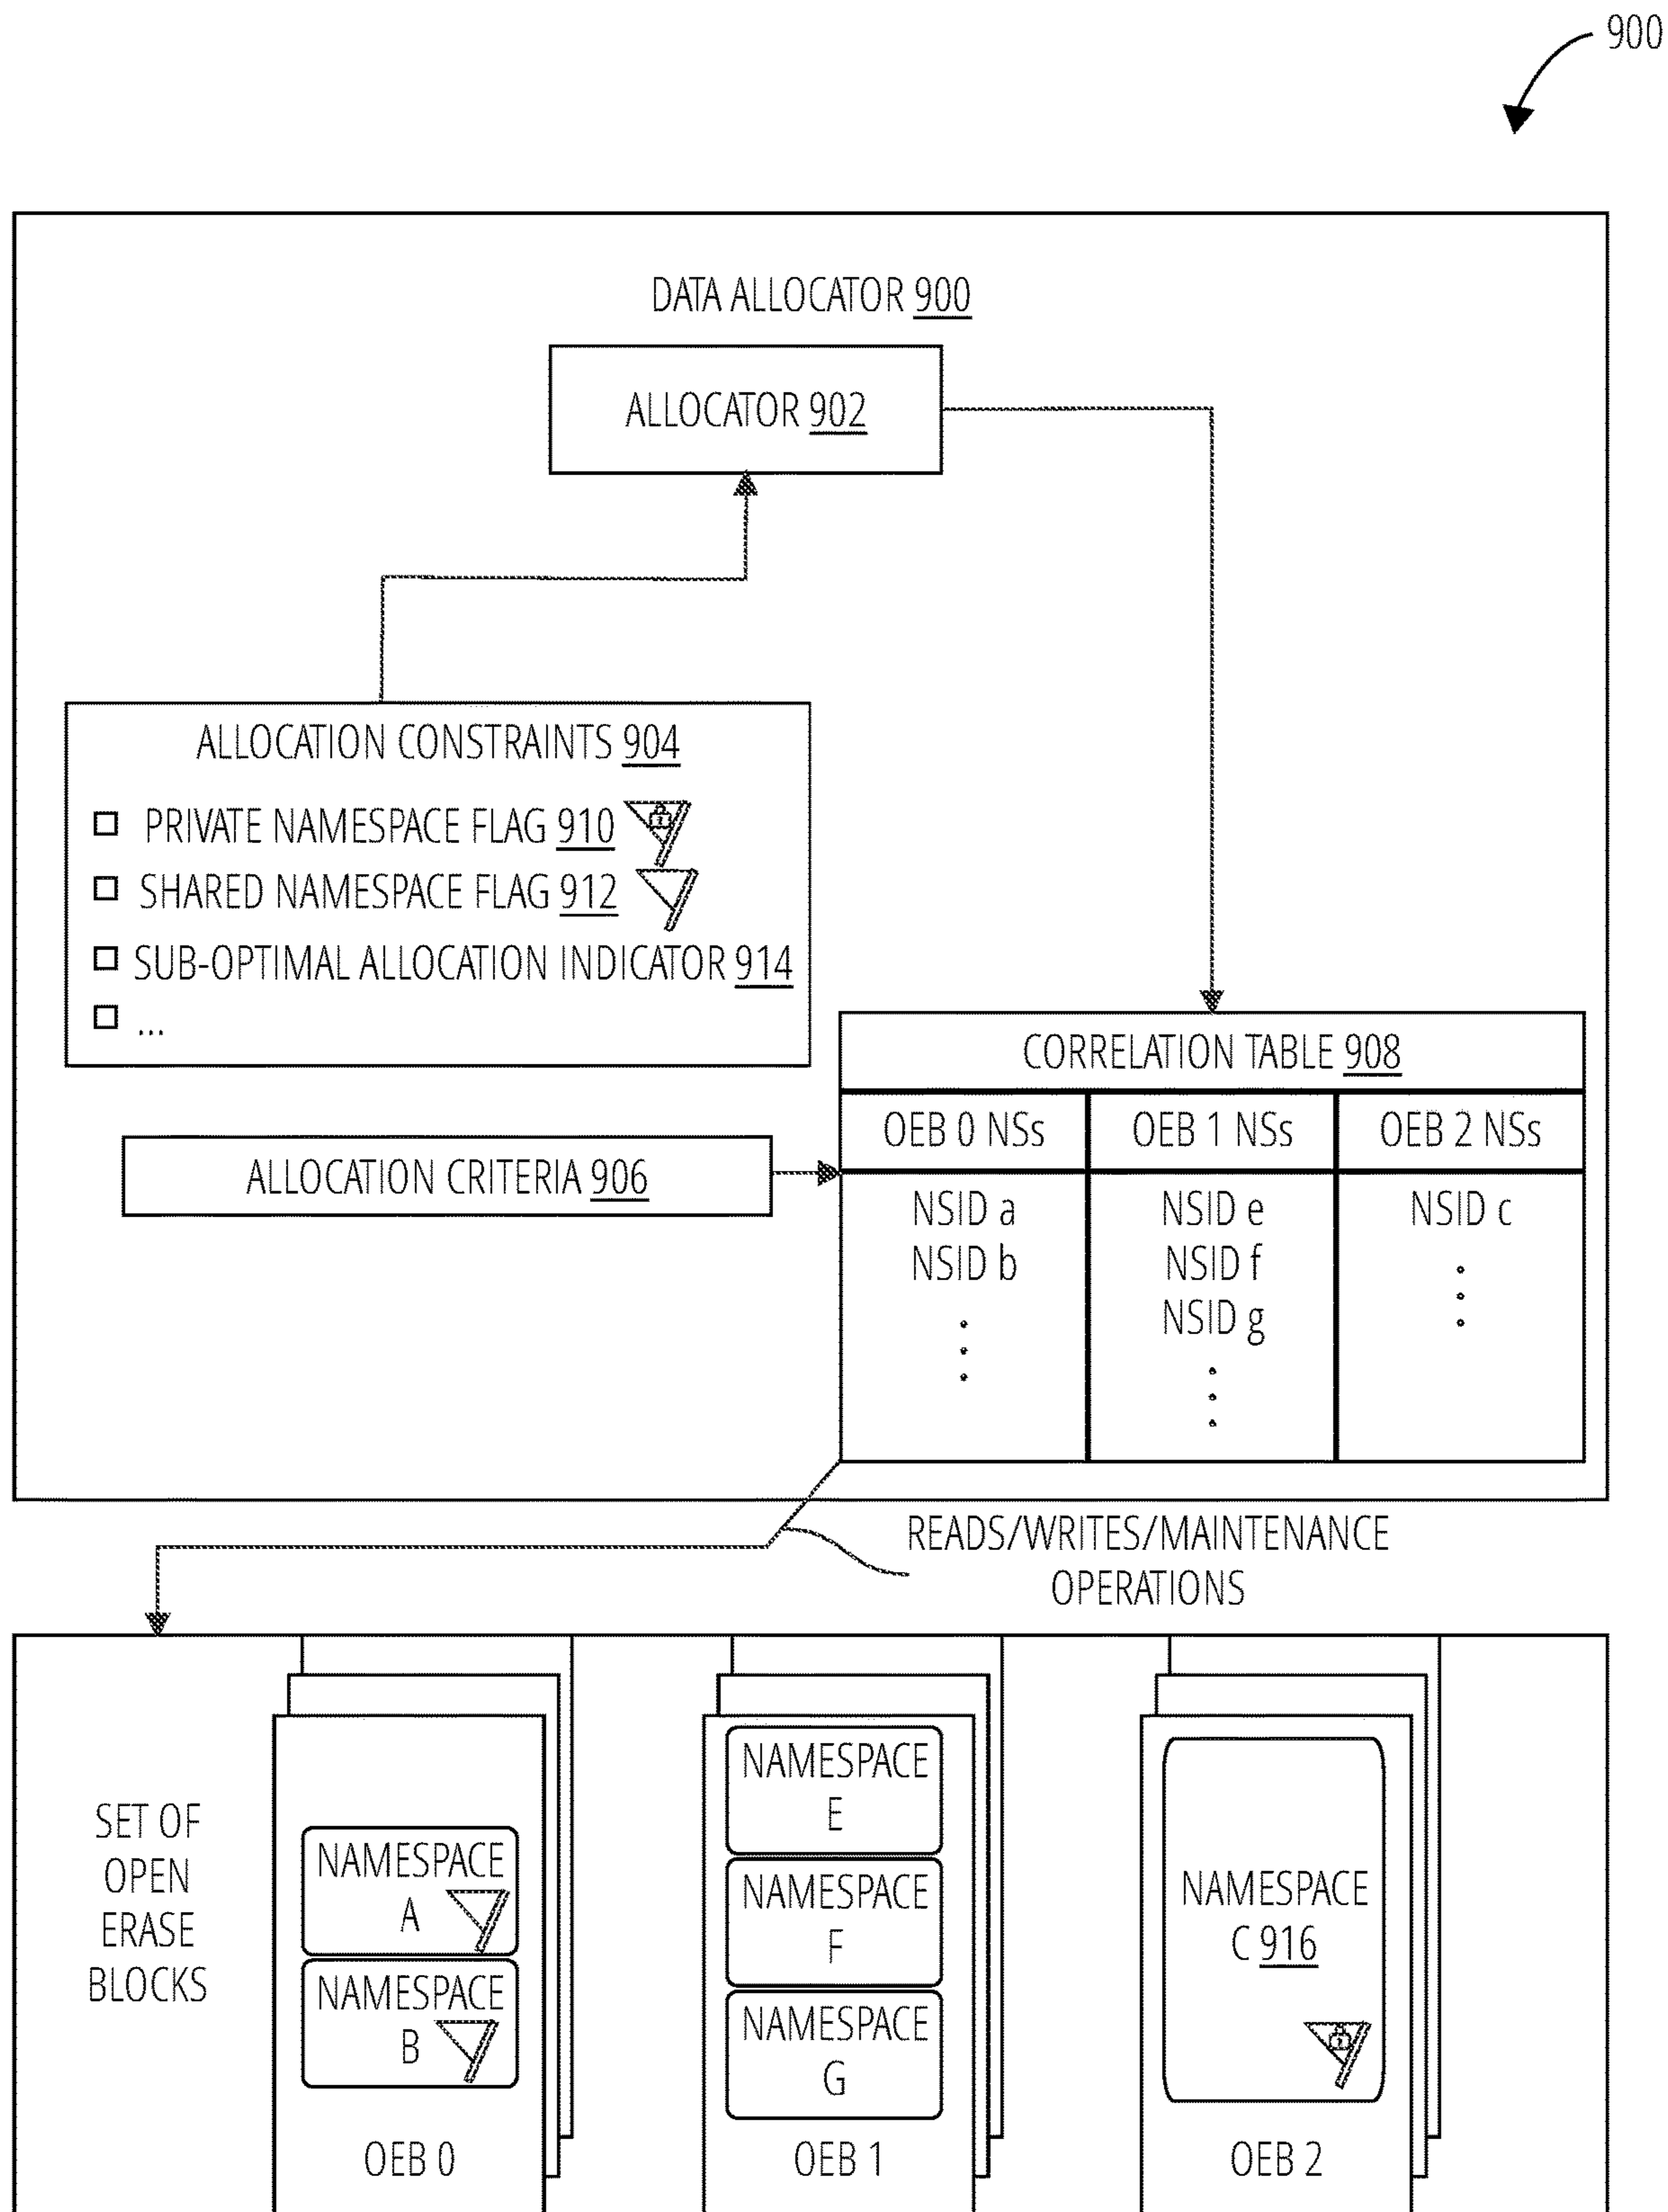 900
DATA ALLOCATOR 900
ALLOCATOR 902
ALLOCATION CONSTRAINTS 904
PRIVATE NAMESPACE FLAG 910
SHARED NAMESPACE FLAG 912
SUB-OPTIMAL ALLOCATION INDICATOR 914
...
CORRELATION TABLE 908
OEB 0 NSs OEB 1 NSs OEB 2 NSs
ALLOCATION CRITERIA 906
NSID a NSID e NSID c
NSID b NSID f
NSID g
READS/WRITES/MAINTENANCE
OPERATIONS
SET OF
OPEN
ERASE
BLOCKS
NAMESPACE
A
NAMESPACE
B
OEB 0
NAMESPACE
E
NAMESPACE
F
NAMESPACE
G
OEB 1
NAMESPACE
C 916
OEB 2